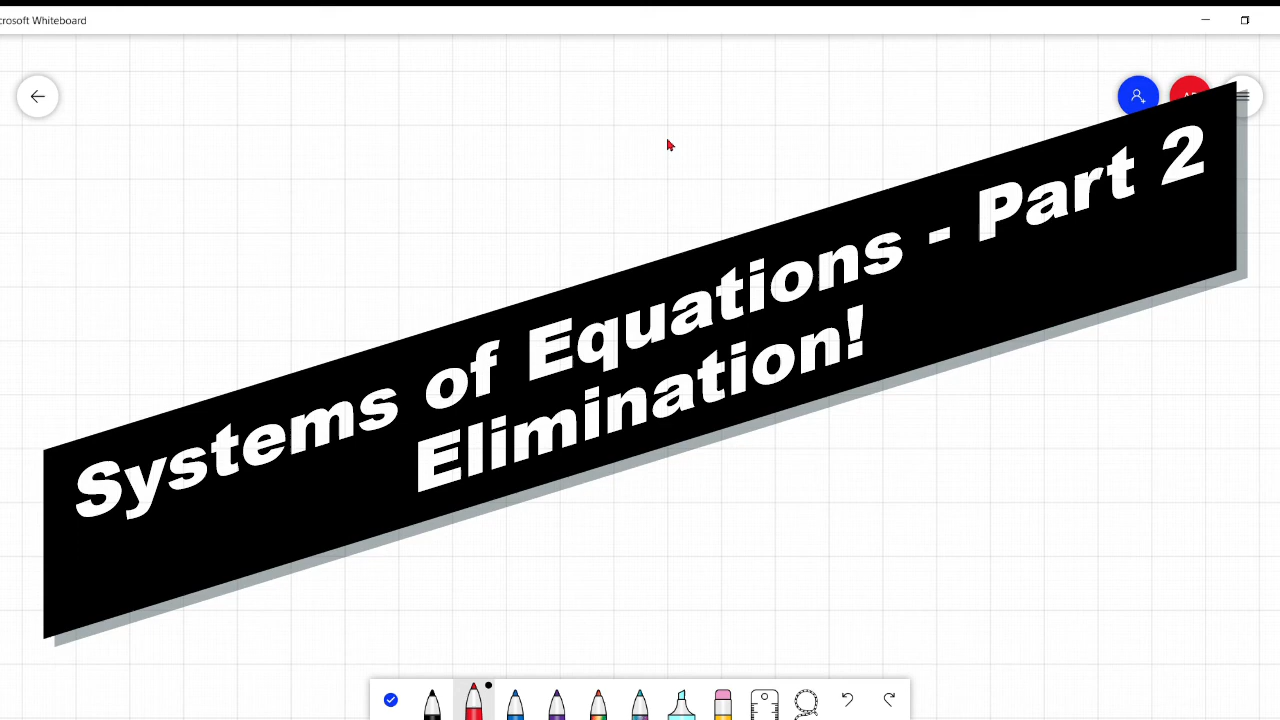 crosoft Whiteboard
Systems of Equations - Part 2
Elimination!